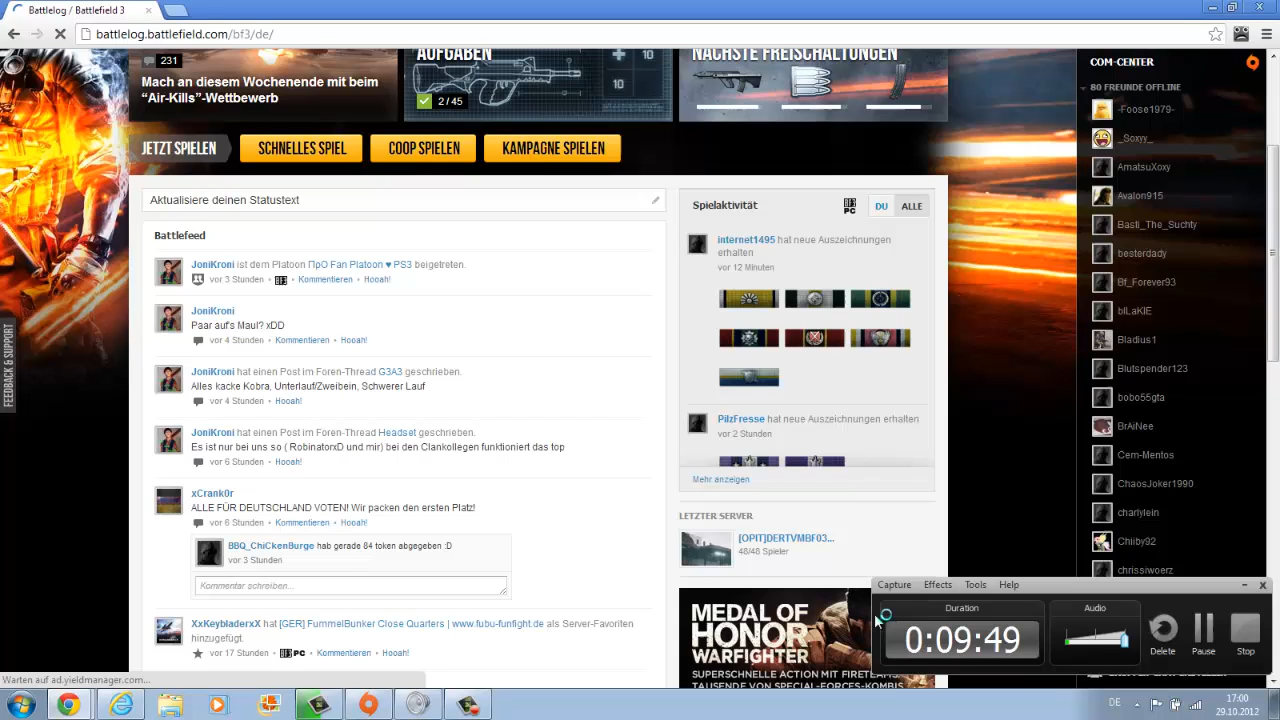 Battlelog / Battlefield 3
battlelog.battlefield.com/bf3/de/
231
Mach an diesem Wochenende mit beim
“Air-Kills”-Wettbewerb
AUFGABEN
10
10
2 / 45
NÄCHSTE FREISCHALTUNGEN
JETZT SPIELEN
SCHNELLES SPIEL
COOP SPIELEN
KAMPAGNE SPIELEN
Aktualisiere deinen Statustext
Battlefeed
JoniKroni ist dem Platoon ΠρΟ Fan Platoon ♥ PS3 beigetreten.
vor 3 Stunden • BF3 • Kommentieren • Hooah!
JoniKroni
Paar auf's Maul? xDD
vor 4 Stunden • Kommentieren • Hooah!
JoniKroni hat einen Post im Foren-Thread G3A3 geschrieben.
Alles kacke Kobra, Unterlauf/Zweibein, Schwerer Lauf
vor 4 Stunden • Hooah!
JoniKroni hat einen Post im Foren-Thread Headset geschrieben.
Es ist nur bei uns so ( RobinatorxD und mir) bei den Clankollegen funktioniert das top
vor 6 Stunden • Hooah!
xCrank0r
ALLE FÜR DEUTSCHLAND VOTEN! Wir packen den ersten Platz!
vor 6 Stunden • Kommentieren • Hooah!
BBQ_ChiCkenBurge hab gerade 84 token abgegeben :D
vor 3 Stunden
Kommentar schreiben...
XxKeybladerxX hat [GER] FummelBunker Close Quarters | www.fubu-funfight.de als Server-Favoriten
hinzugefügt.
vor 17 Stunden • BF3 PC • Kommentieren • Hooah!
Spielaktivität
BF3
PC
DU
ALLE
internet1495 hat neue Auszeichnungen
erhalten
vor 12 Minuten
PilzFresse hat neue Auszeichnungen erhalten
vor 2 Stunden
Mehr anzeigen
LETZTER SERVER
[OPIT]DERTVMBF03...
48/48 Spieler
MEDAL OF
HONOR
WARFIGHTER
SUPERSCHNELLE ACTION MIT FIRETEAMS,
TAUSENDE VON SPECIAL-FORCES-KOMBIS
COM-CENTER
80 FREUNDE OFFLINE
-Foose1979-
_Soxyy_
AmatsuXoxy
Avalon915
Basti_The_Suchty
besterdady
Bf_Forever93
bILaKIE
Bladius1
Blutspender123
bobo55gta
BrAiNee
Cem-Mentos
ChaosJoker1990
charlylein
Chiiby92
chrissiwoerz
FEEDBACK & SUPPORT
Capture
Effects
Tools
Help
Duration
0:09:49
Audio
Delete
Pause
Stop
Warten auf ad.yieldmanager.com...
DE
17:00
29.10.2012